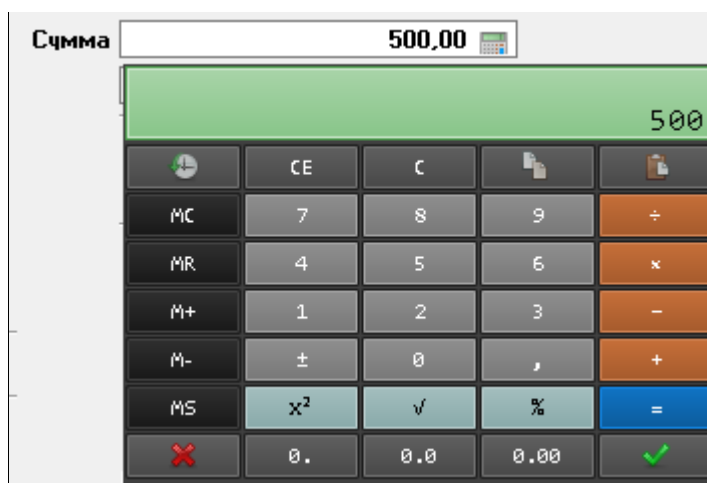 Сумма 500,00
500
CE C
MC 7 8 9 ÷
MR 4 5 6 ×
M+ 1 2 3 −
M- ± 0 , +
MS x² √ % =
0. 0.0 0.00